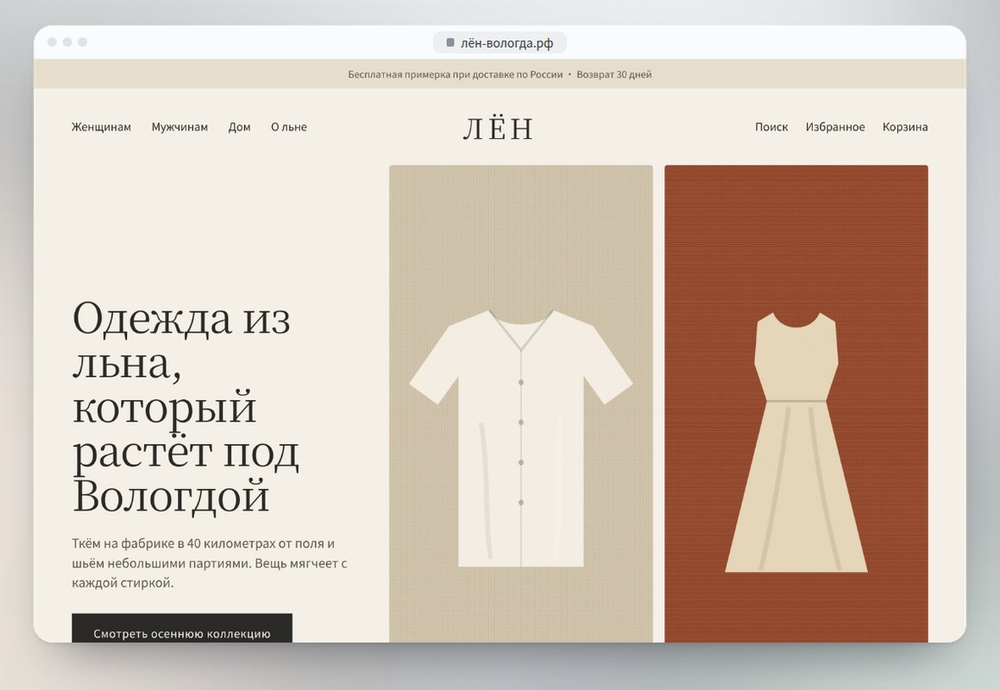 лён-вологда.рф
Бесплатная примерка при доставке по России · Возврат 30 дней
Женщинам Мужчинам Дом О льне
ЛЁН
Поиск Избранное Корзина
Одежда из
льна,
который
растёт под
Вологдой
Ткём на фабрике в 40 километрах от поля и
шьём небольшими партиями. Вещь мягчеет с
каждой стиркой.
Смотреть осеннюю коллекцию